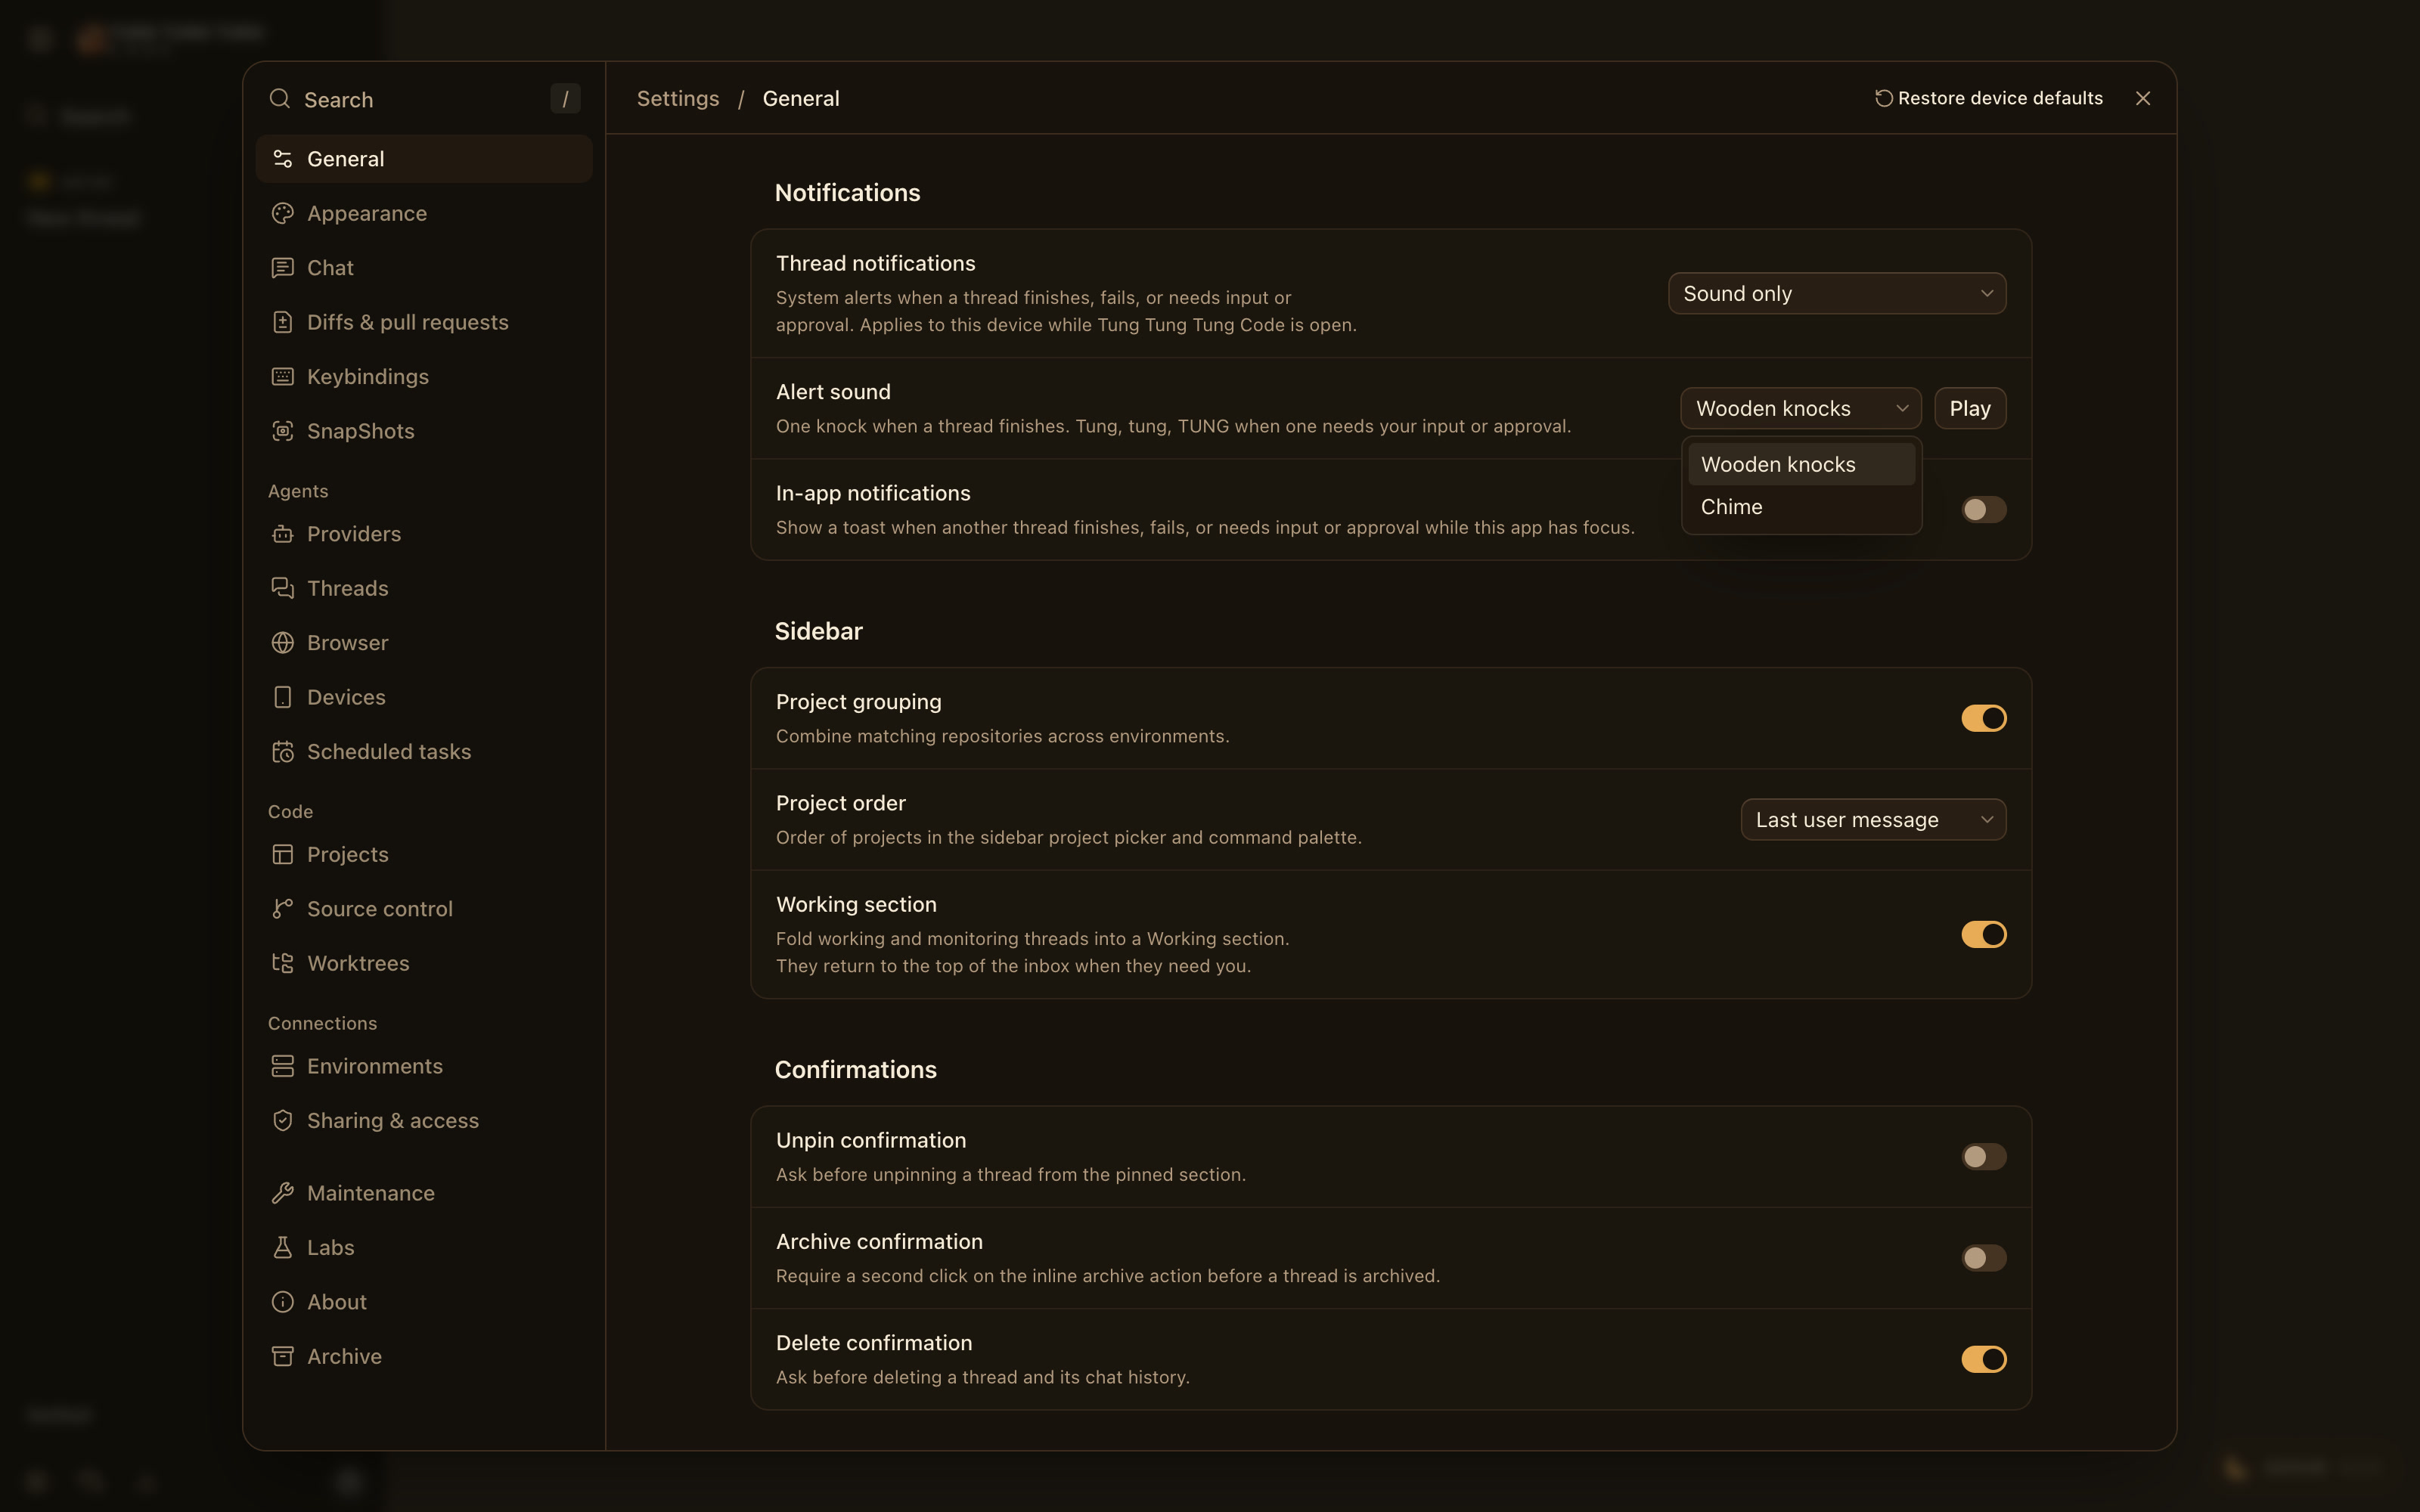 Search
/
General
Appearance
Chat
Diffs & pull requests
Keybindings
SnapShots
Agents
Providers
Threads
Browser
Devices
Scheduled tasks
Code
Projects
Source control
Worktrees
Connections
Environments
Sharing & access
Maintenance
Labs
About
Archive
Settings / General
Restore device defaults
Notifications
Thread notifications
System alerts when a thread finishes, fails, or needs input or
approval. Applies to this device while Tung Tung Tung Code is open.
Sound only
Alert sound
One knock when a thread finishes. Tung, tung, TUNG when one needs your input or approval.
Wooden knocks
Play
Wooden knocks
Chime
In-app notifications
Show a toast when another thread finishes, fails, or needs input or approval while this app has focus.
Sidebar
Project grouping
Combine matching repositories across environments.
Project order
Order of projects in the sidebar project picker and command palette.
Last user message
Working section
Fold working and monitoring threads into a Working section.
They return to the top of the inbox when they need you.
Confirmations
Unpin confirmation
Ask before unpinning a thread from the pinned section.
Archive confirmation
Require a second click on the inline archive action before a thread is archived.
Delete confirmation
Ask before deleting a thread and its chat history.